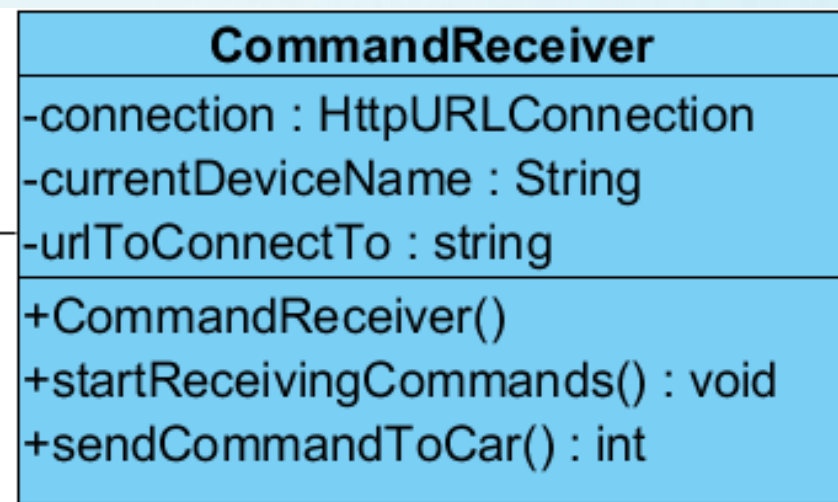 CommandReceiver
-connection : HttpURLConnection
-currentDeviceName : String
-urlToConnectTo : string
+CommandReceiver()
+startReceivingCommands() : void
+sendCommandToCar() : int